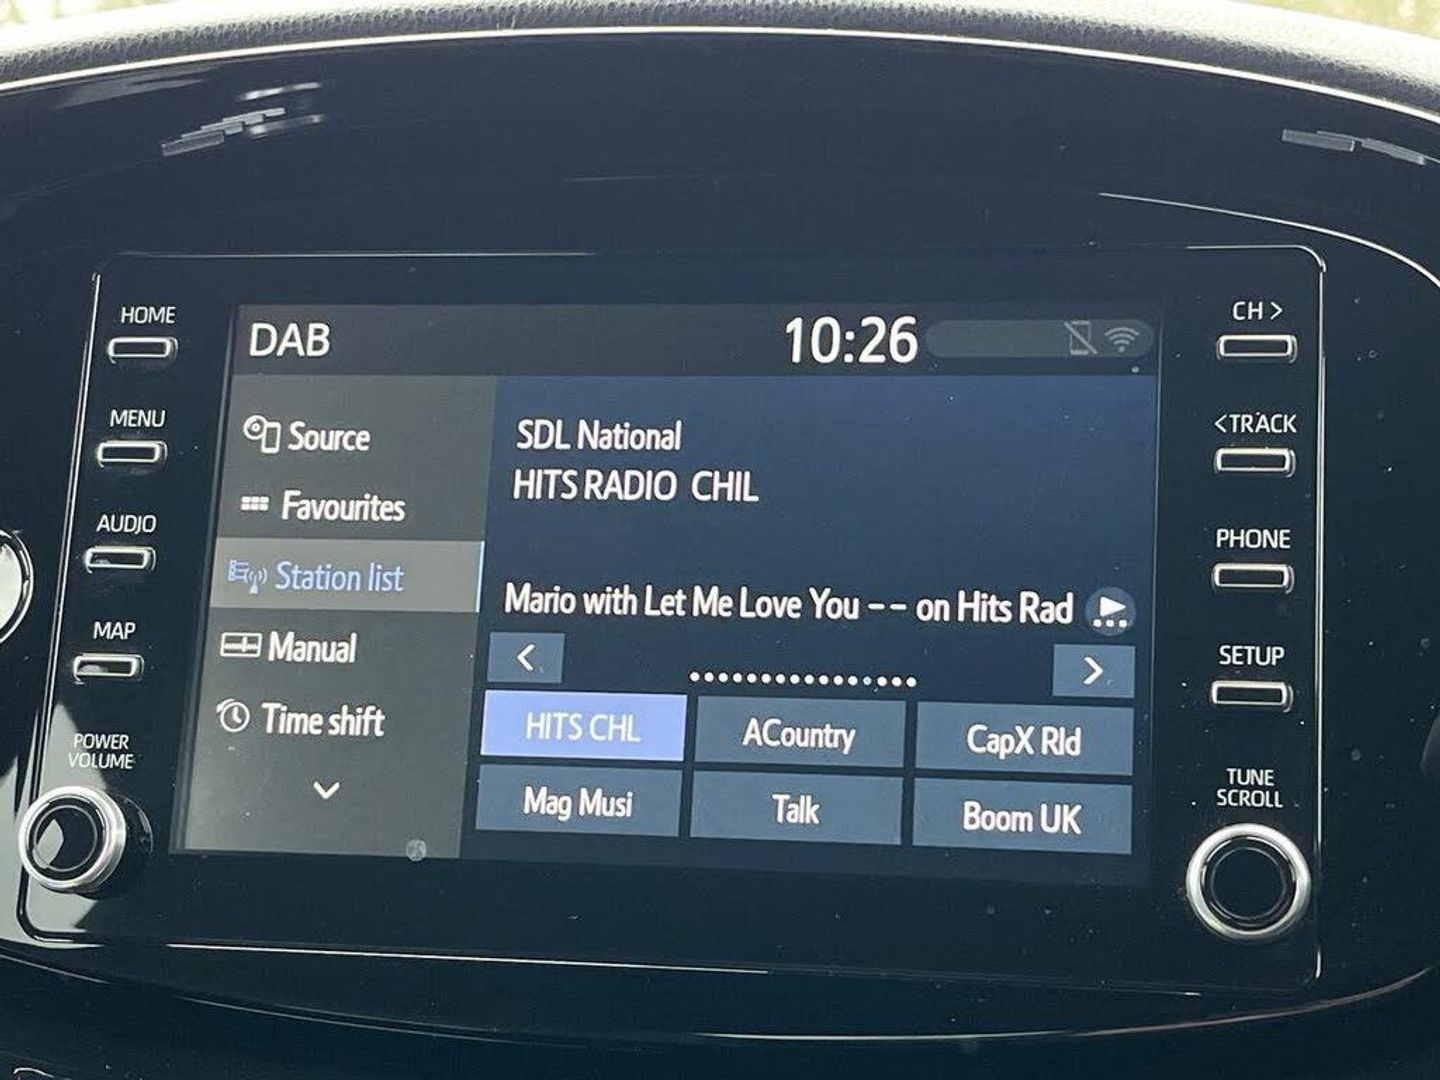 HOME
MENU
AUDIO
MAP
POWER
VOLUME
DAB
10:26
Source
Favourites
Station list
Manual
Time shift
SDL National
HITS RADIO CHIL
Mario with Let Me Love You -- on Hits Rad
<
>
HITS CHL
ACountry
CapX Rld
Mag Musi
Talk
Boom UK
CH >
<TRACK
PHONE
SETUP
TUNE
SCROLL